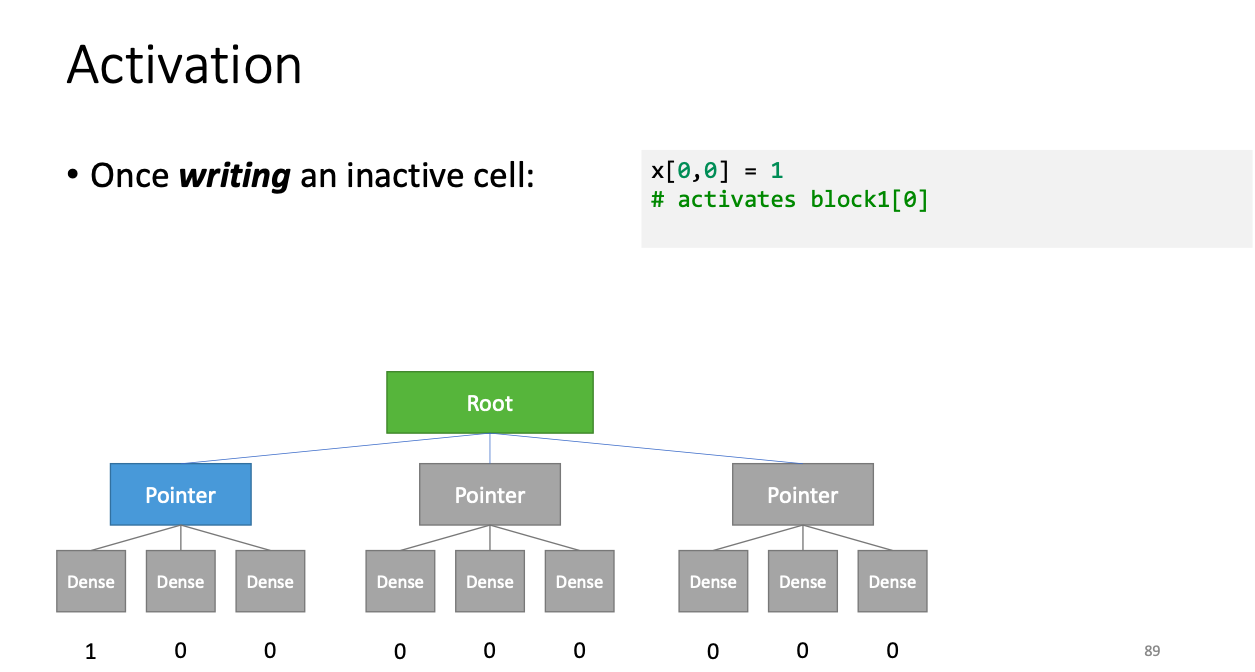 Activation
• Once writing an inactive cell:
x[0,0] = 1
# activates block1[0]
Root
Pointer Pointer Pointer
Dense Dense Dense Dense Dense Dense Dense Dense Dense
1 0 0 0 0 0 0 0 0
89